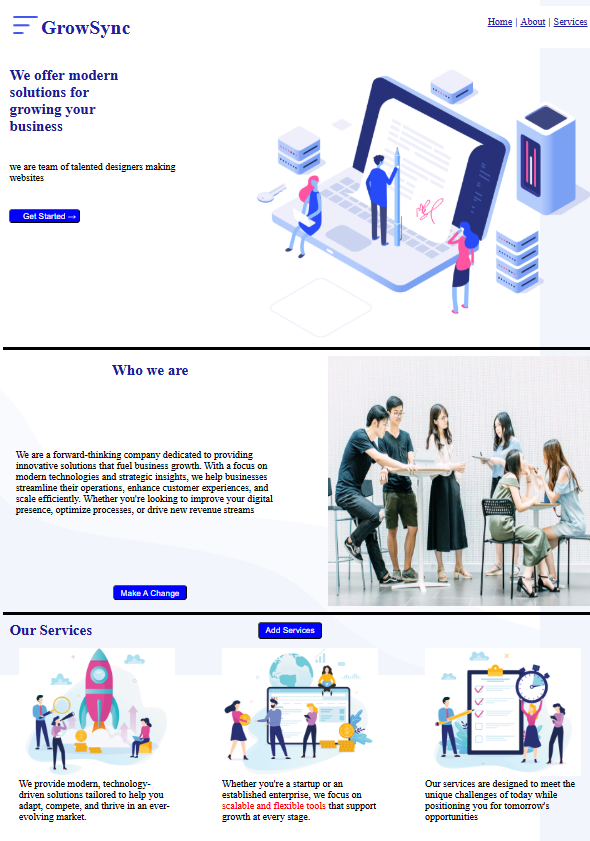 GrowSync
Home | About | Services
We offer modern
solutions for
growing your
business
we are team of talented designers making
websites
Get Started →
Who we are
We are a forward-thinking company dedicated to providing
innovative solutions that fuel business growth. With a focus on
modern technologies and strategic insights, we help businesses
streamline their operations, enhance customer experiences, and
scale efficiently. Whether you're looking to improve your digital
presence, optimize processes, or drive new revenue streams
Make A Change
Our Services
Add Services
We provide modern, technology-
driven solutions tailored to help you
adapt, compete, and thrive in an ever-
evolving market.
Whether you're a startup or an
established enterprise, we focus on
scalable and flexible tools that support
growth at every stage.
Our services are designed to meet the
unique challenges of today while
positioning you for tomorrow's
opportunities